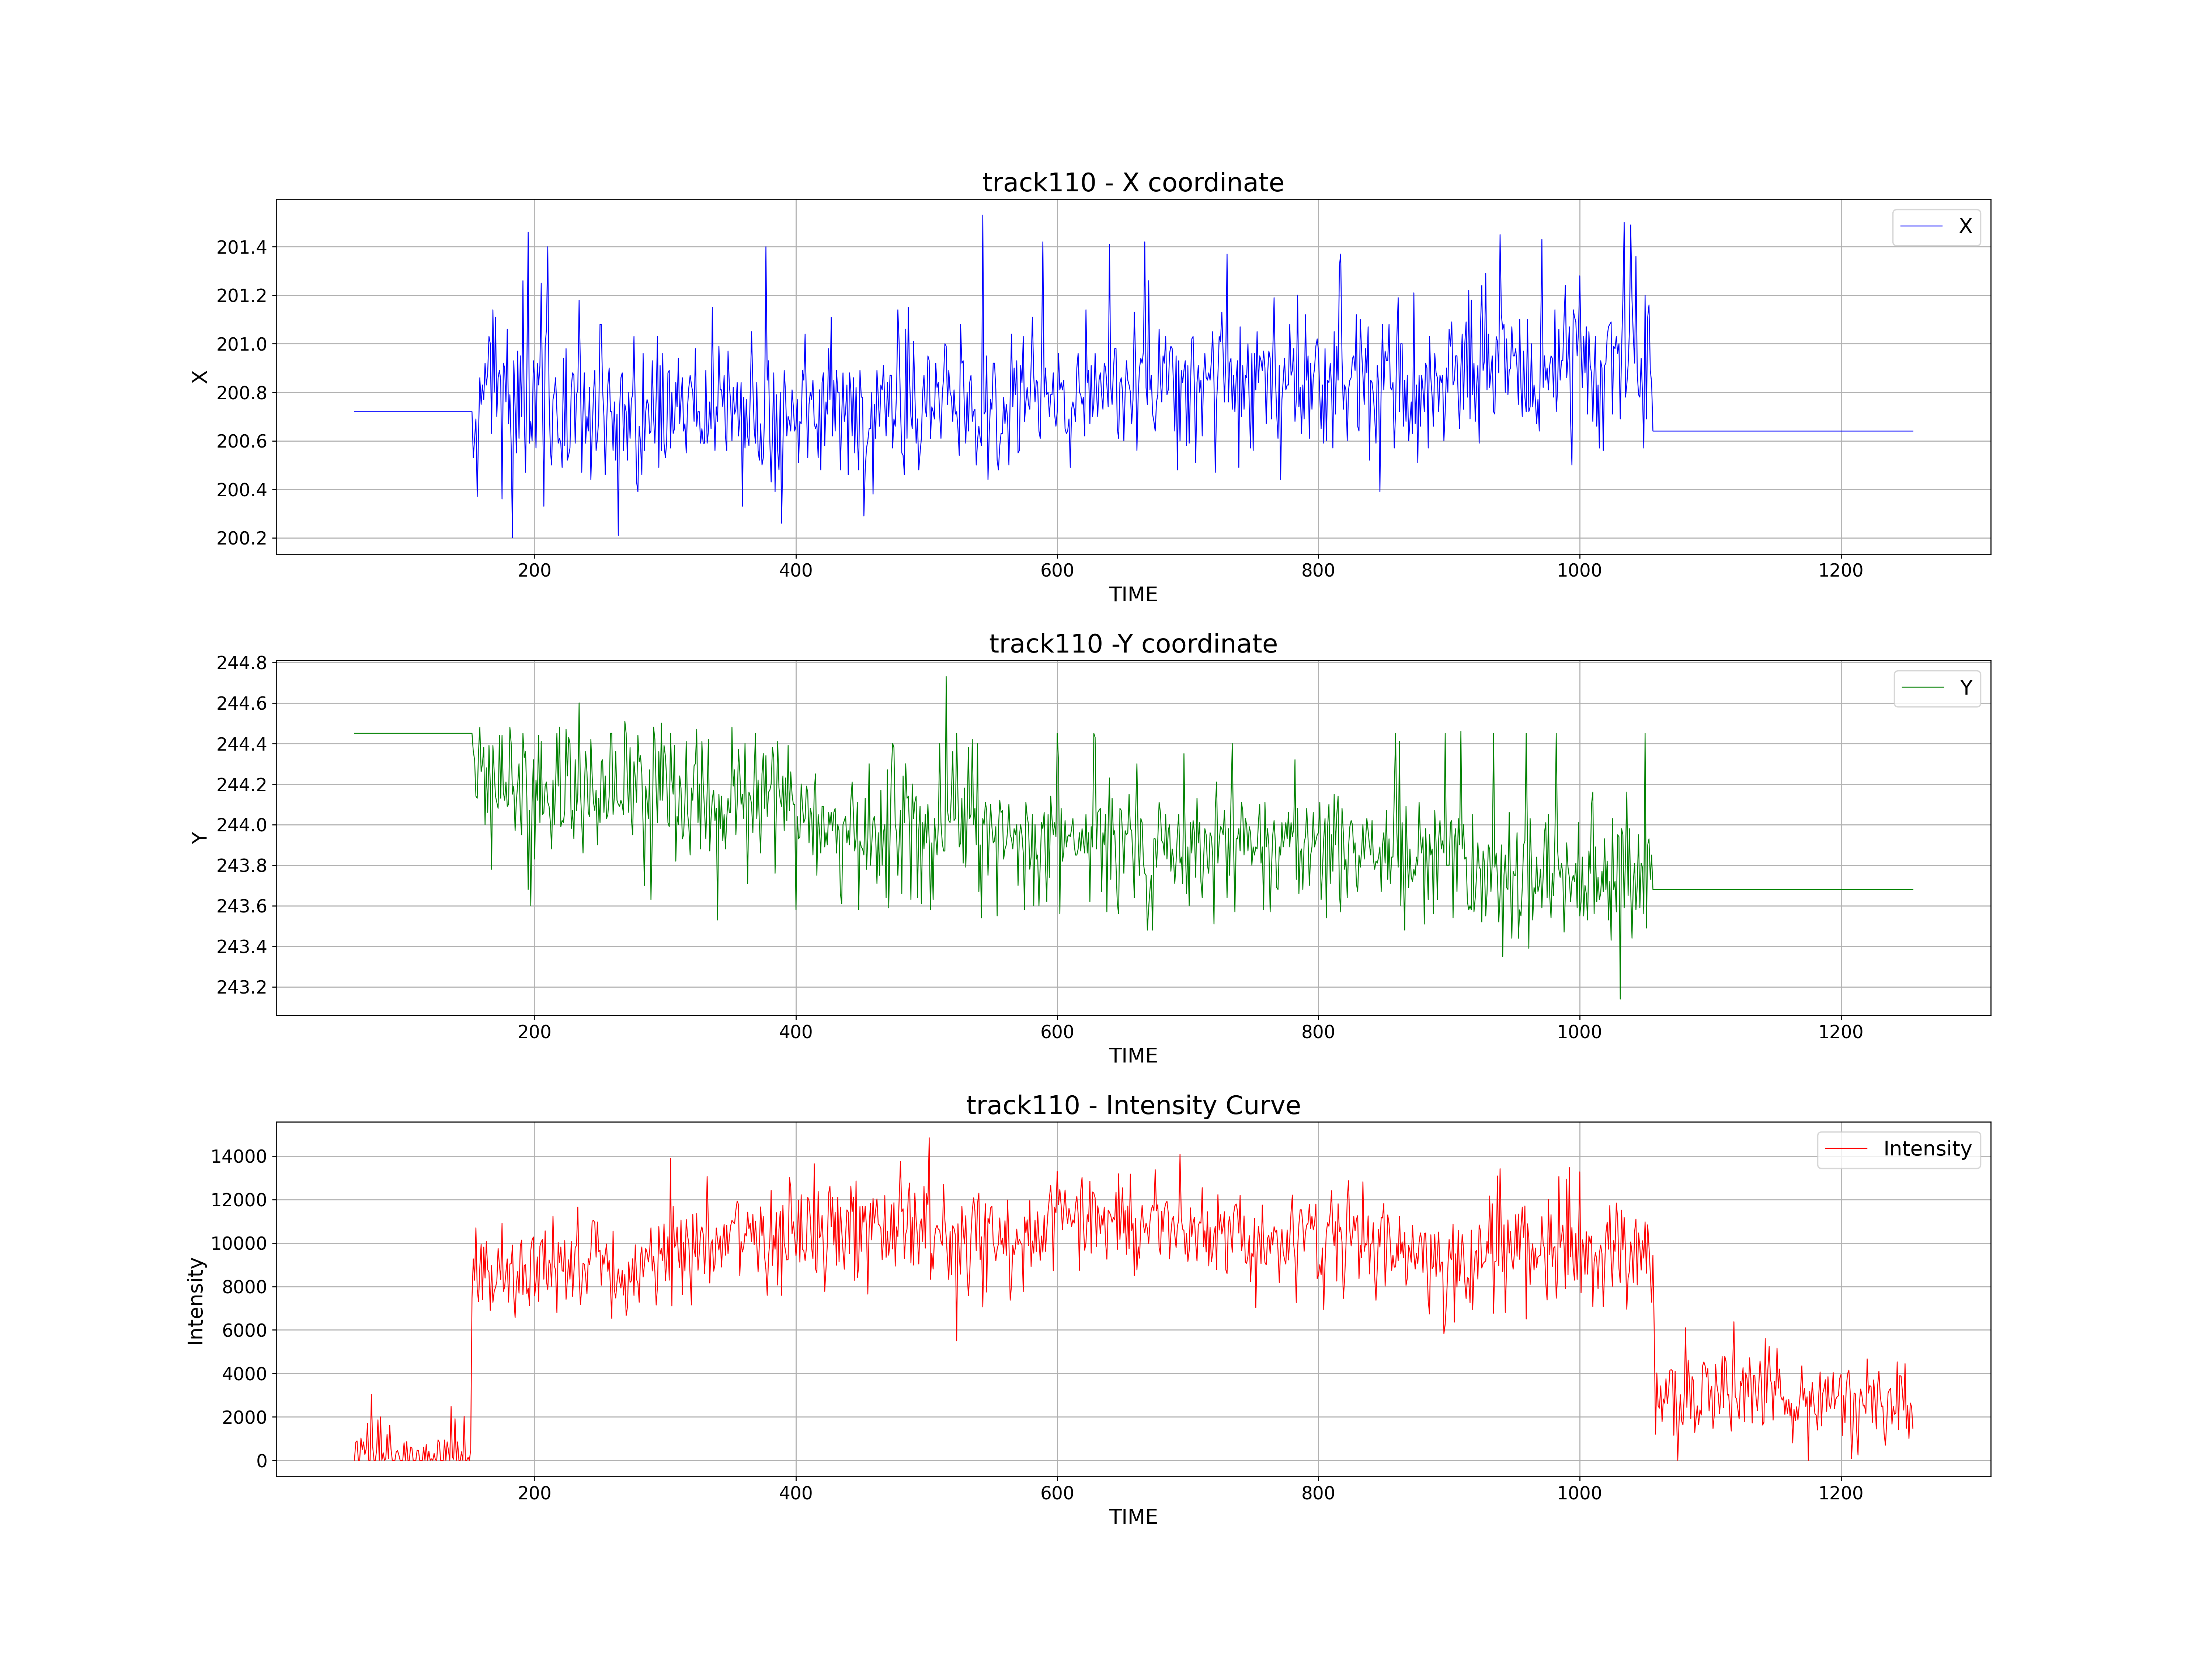 track110 - X coordinate
X
201.4
201.2
201.0
200.8
200.6
200.4
200.2
X
200 400 600 800 1000 1200
TIME
track110 -Y coordinate
Y
244.8
244.6
244.4
244.2
244.0
243.8
243.6
243.4
243.2
Y
200 400 600 800 1000 1200
TIME
track110 - Intensity Curve
Intensity
14000
12000
10000
8000
6000
4000
2000
0
Intensity
200 400 600 800 1000 1200
TIME